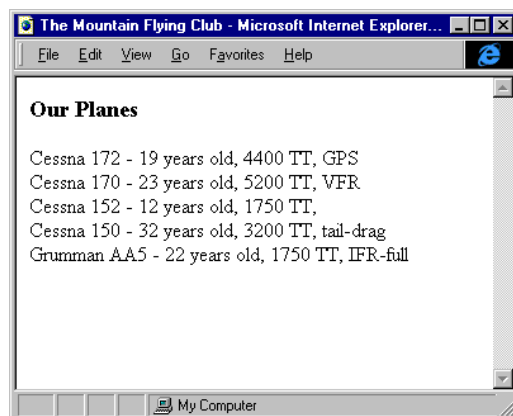 The Mountain Flying Club - Microsoft Internet Explorer...
File Edit View Go Favorites Help
Our Planes
Cessna 172 - 19 years old, 4400 TT, GPS
Cessna 170 - 23 years old, 5200 TT, VFR
Cessna 152 - 12 years old, 1750 TT,
Cessna 150 - 32 years old, 3200 TT, tail-drag
Grumman AA5 - 22 years old, 1750 TT, IFR-full
My Computer